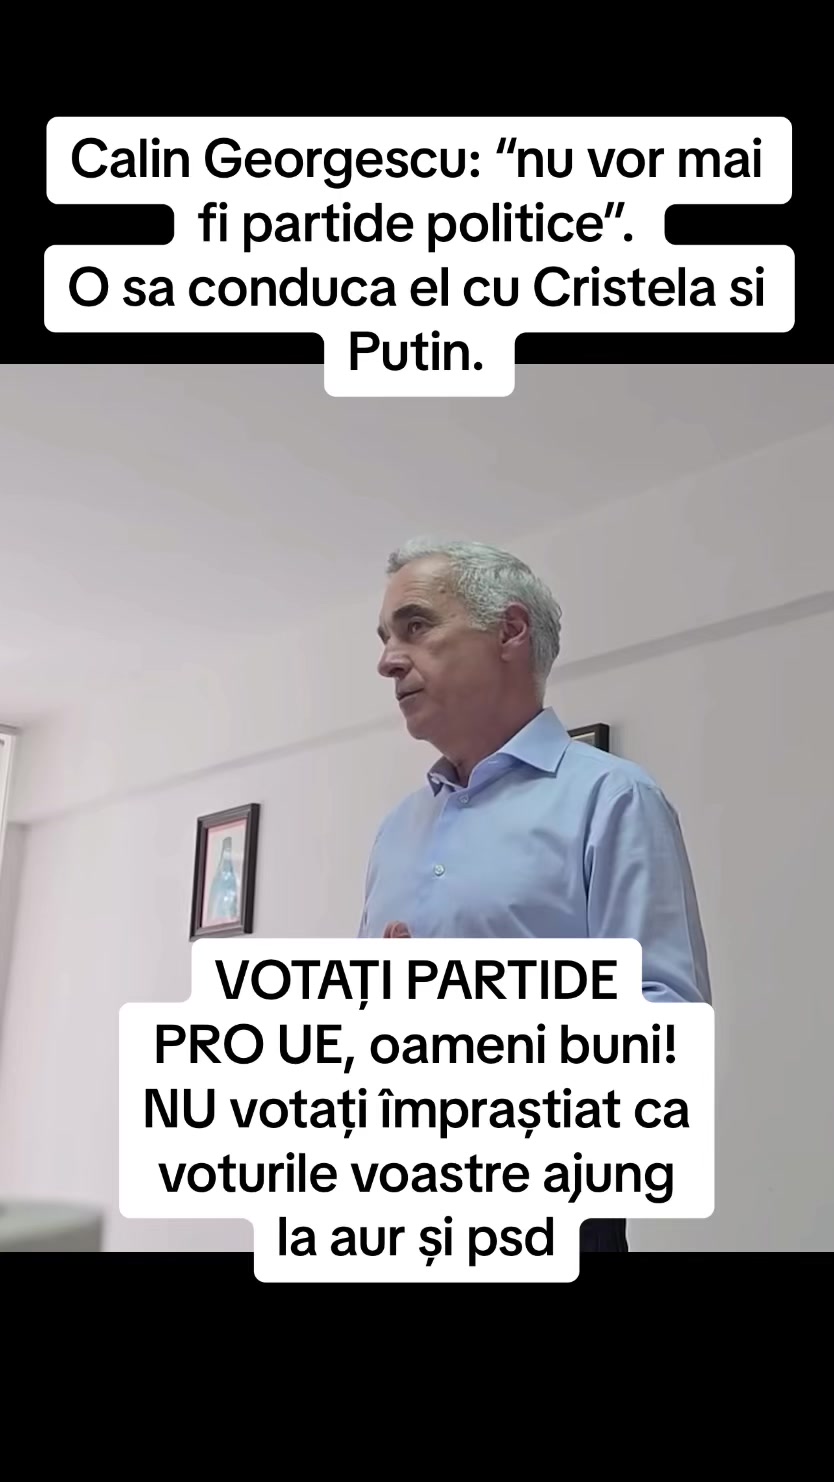 Calin Georgescu: “nu vor mai
fi partide politice”.
O sa conduca el cu Cristela si
Putin.
VOTAȚI PARTIDE
PRO UE, oameni buni!
NU votați împraștiat ca
voturile voastre ajung
la aur și psd